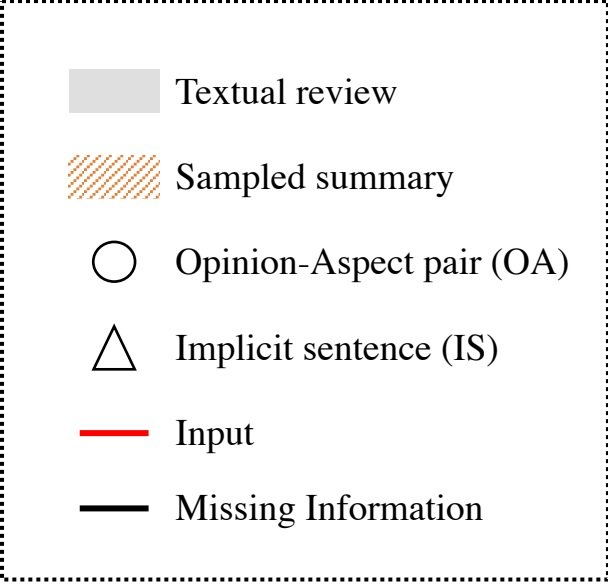 Textual review
Sampled summary
Opinion-Aspect pair (OA)
Implicit sentence (IS)
Input
Missing Information